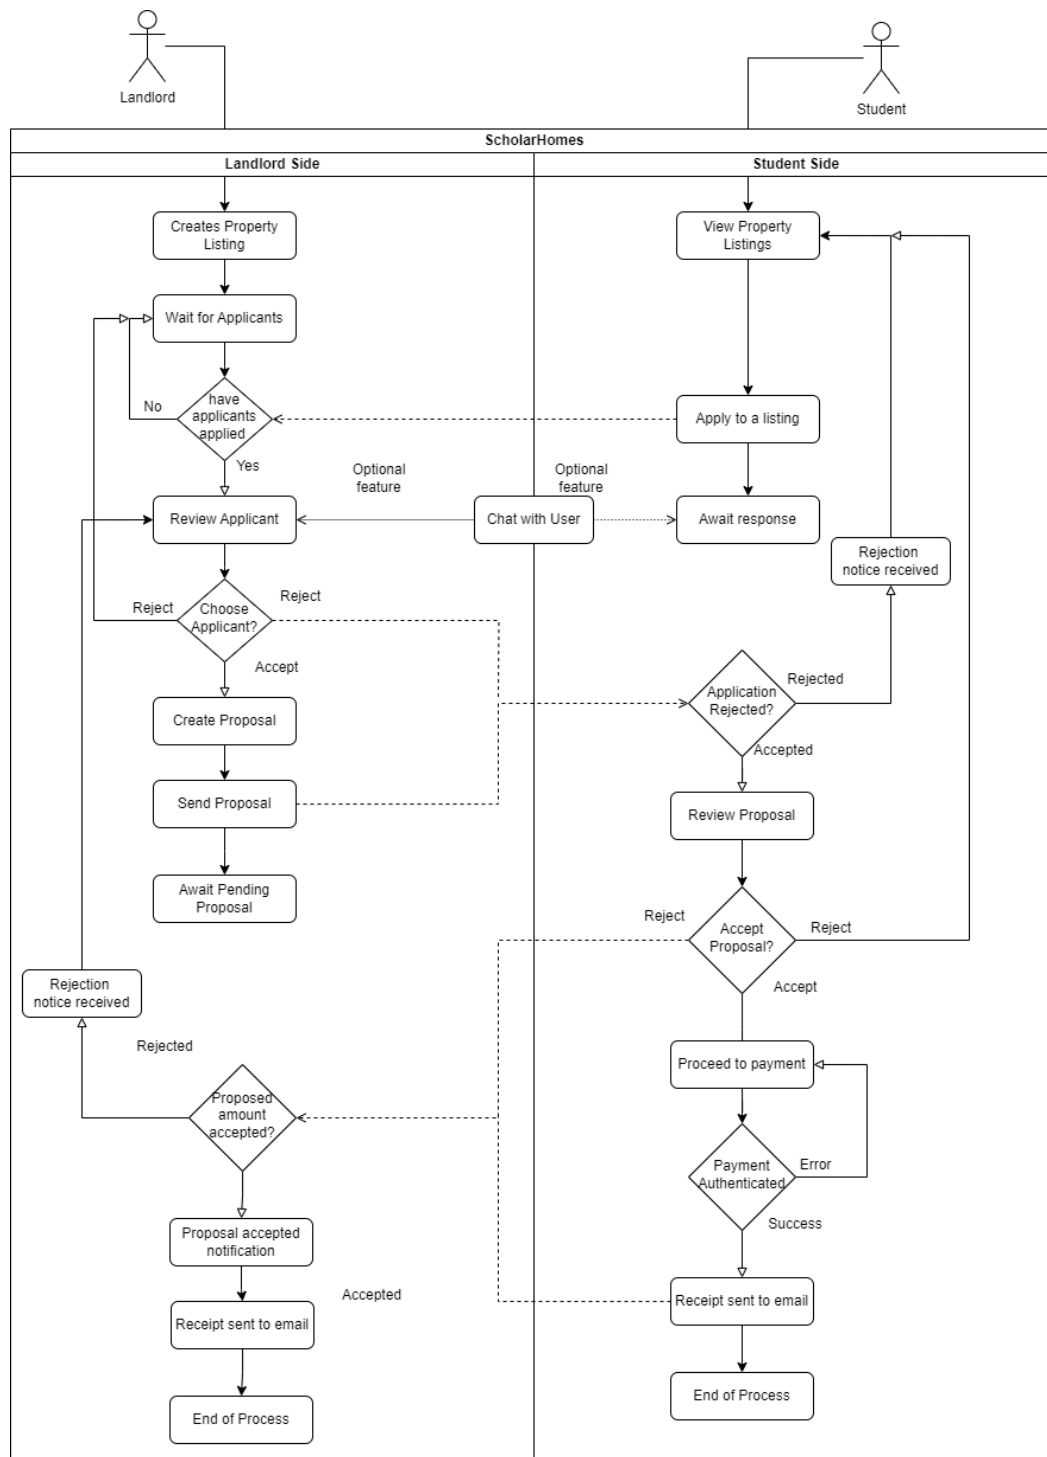 Landlord
Student
ScholarHomes
Landlord Side
Student Side
Creates Property
Listing
View Property
Listings
Wait for Applicants
have
applicants
applied
No
Yes
Apply to a listing
Optional
feature
Optional
feature
Review Applicant
Chat with User
Await response
Rejection
notice received
Choose
Applicant?
Reject
Reject
Accept
Application
Rejected?
Rejected
Accepted
Create Proposal
Send Proposal
Review Proposal
Await Pending
Proposal
Accept
Proposal?
Reject
Reject
Accept
Rejection
notice received
Rejected
Proceed to payment
Proposed
amount
accepted?
Payment
Authenticated
Error
Success
Proposal accepted
notification
Accepted
Receipt sent to email
Receipt sent to email
End of Process
End of Process